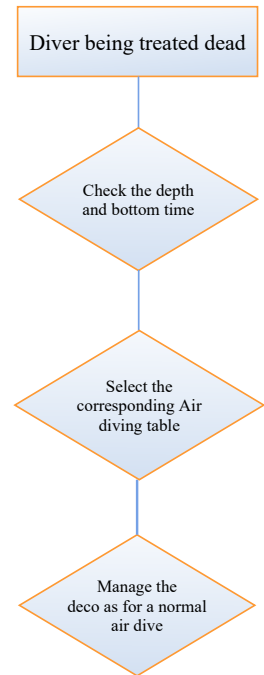 Diver being treated dead
Check the depth
and bottom time
Select the
corresponding Air
diving table
Manage the
deco as for a normal
air dive